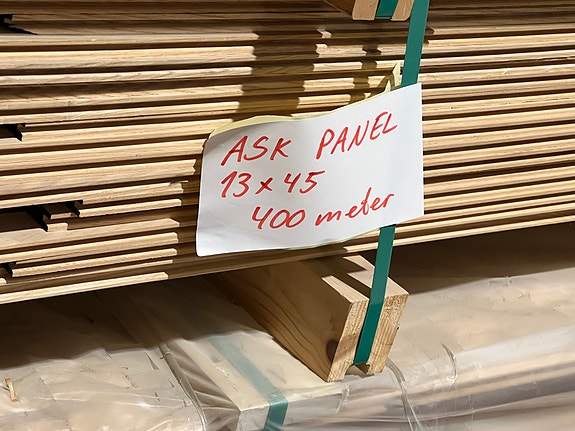 ASK PANEL
13 x 45
400 meter